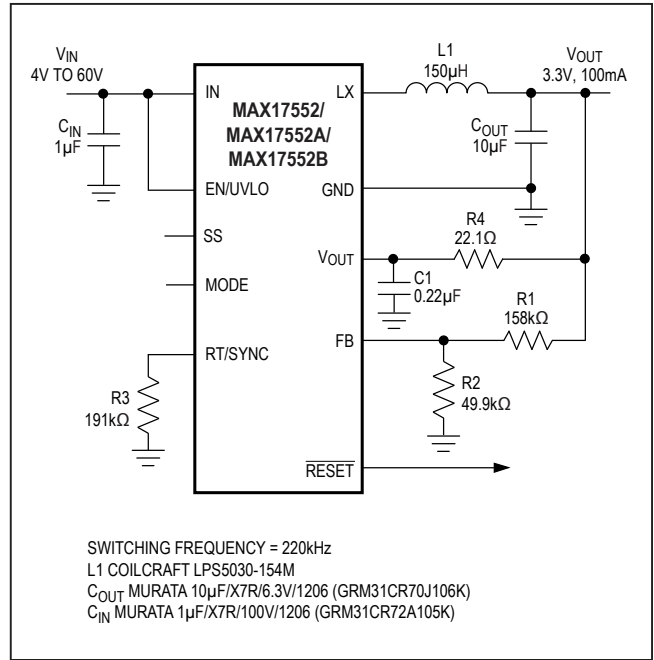 VIN
4V TO 60V
CIN
1µF
IN
EN/UVLO
SS
MODE
RT/SYNC
R3
191kΩ
MAX17552/
MAX17552A/
MAX17552B
LX
GND
VOUT
FB
RESET
L1
150µH
VOUT
3.3V, 100mA
COUT
10µF
R4
22.1Ω
C1
0.22µF
R1
158kΩ
R2
49.9kΩ
SWITCHING FREQUENCY = 220kHz
L1 COILCRAFT LPS5030-154M
COUT MURATA 10µF/X7R/6.3V/1206 (GRM31CR70J106K)
CIN MURATA 1µF/X7R/100V/1206 (GRM31CR72A105K)